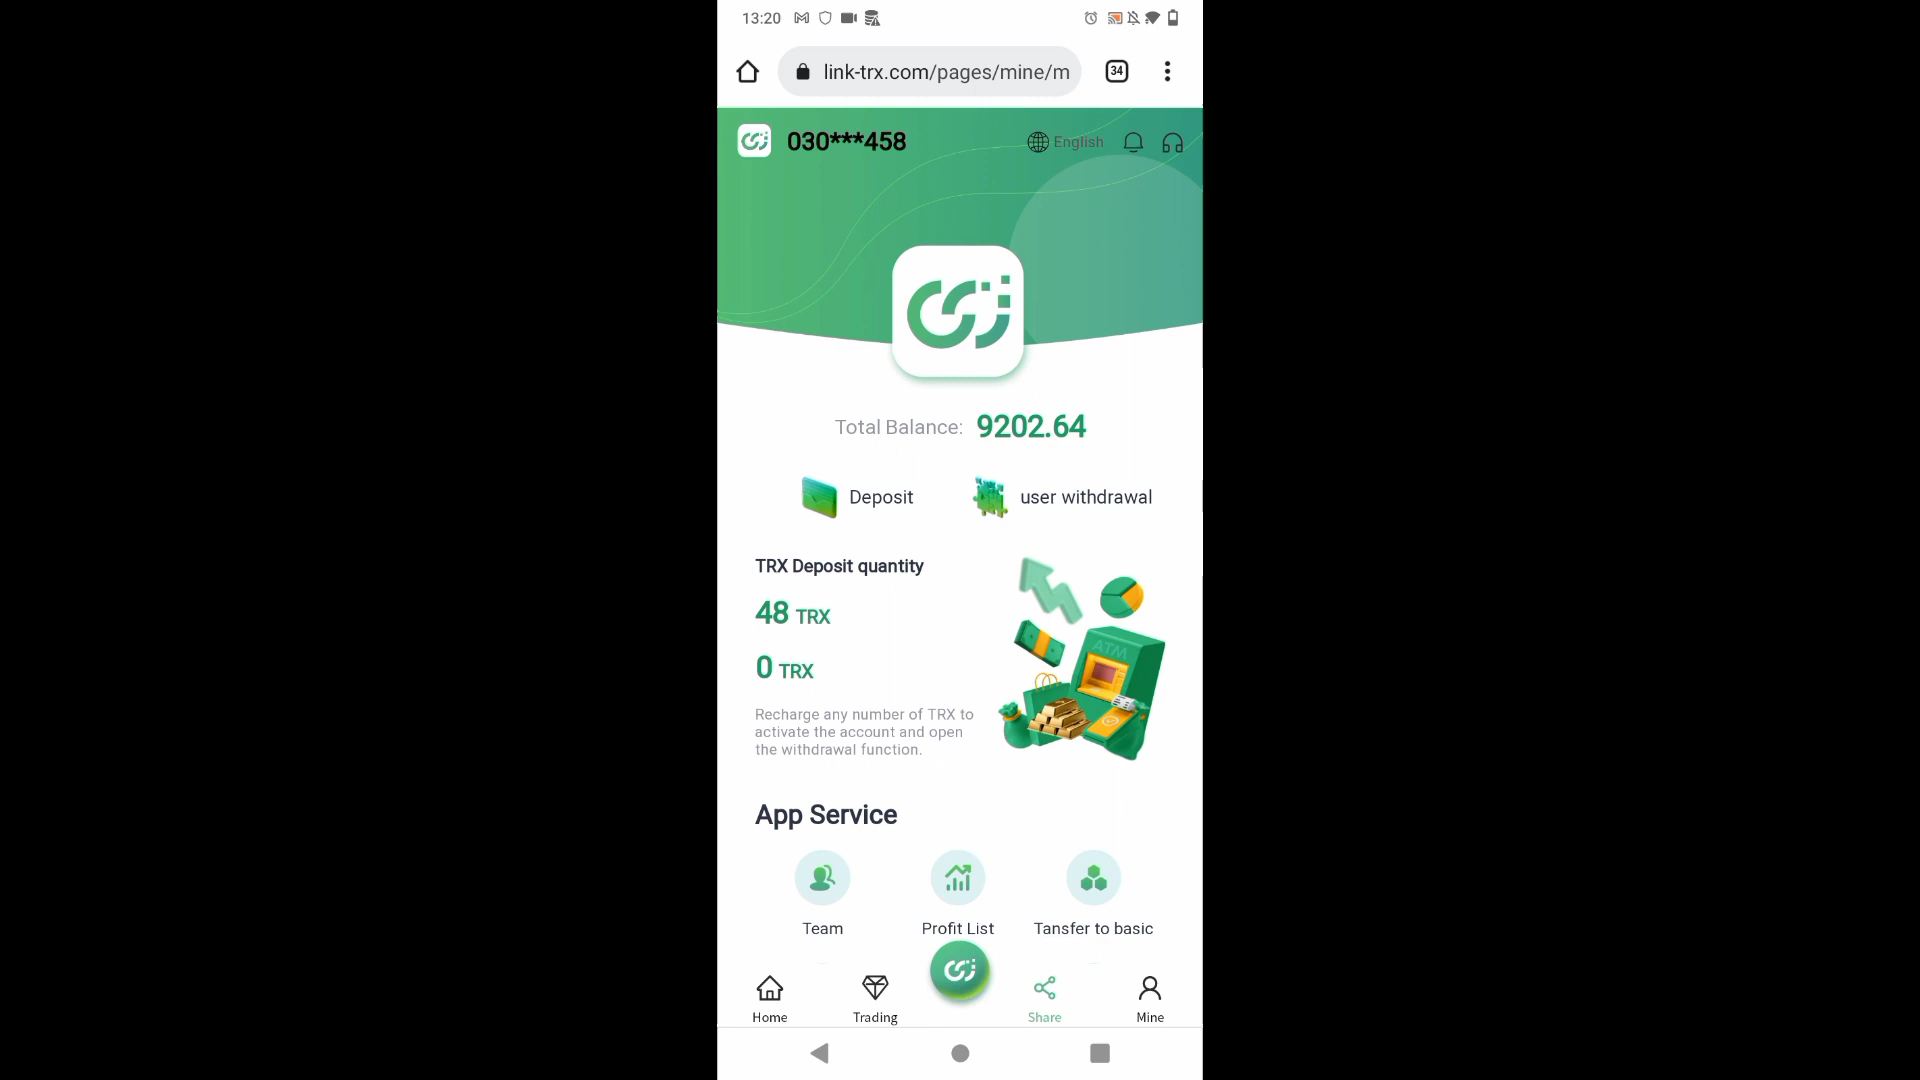 13:20
link-trx.com/pages/mine/m
34
030***458
English
Total Balance: 9202.64
Deposit
user withdrawal
TRX Deposit quantity
48 TRX
0 TRX
Recharge any number of TRX to
activate the account and open
the withdrawal function.
ATM
App Service
Team
Profit List
Tansfer to basic
Home
Trading
Share
Mine